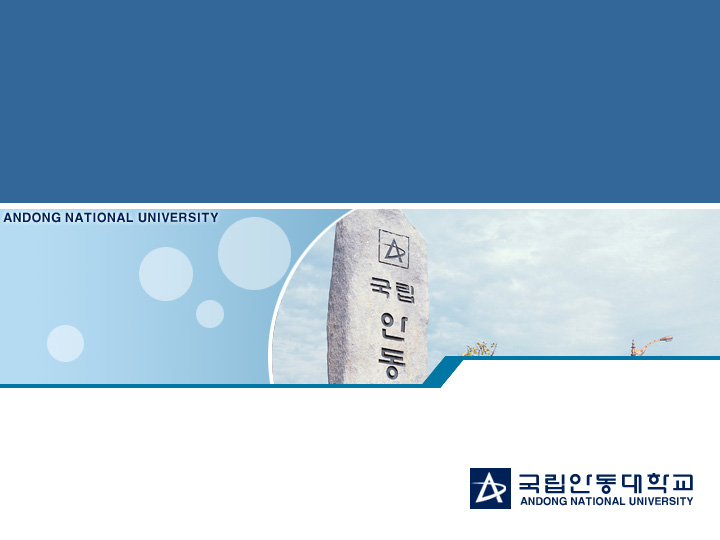 ANDONG NATIONAL UNIVERSITY
국립
안
동
국립안동대학교
ANDONG NATIONAL UNIVERSITY